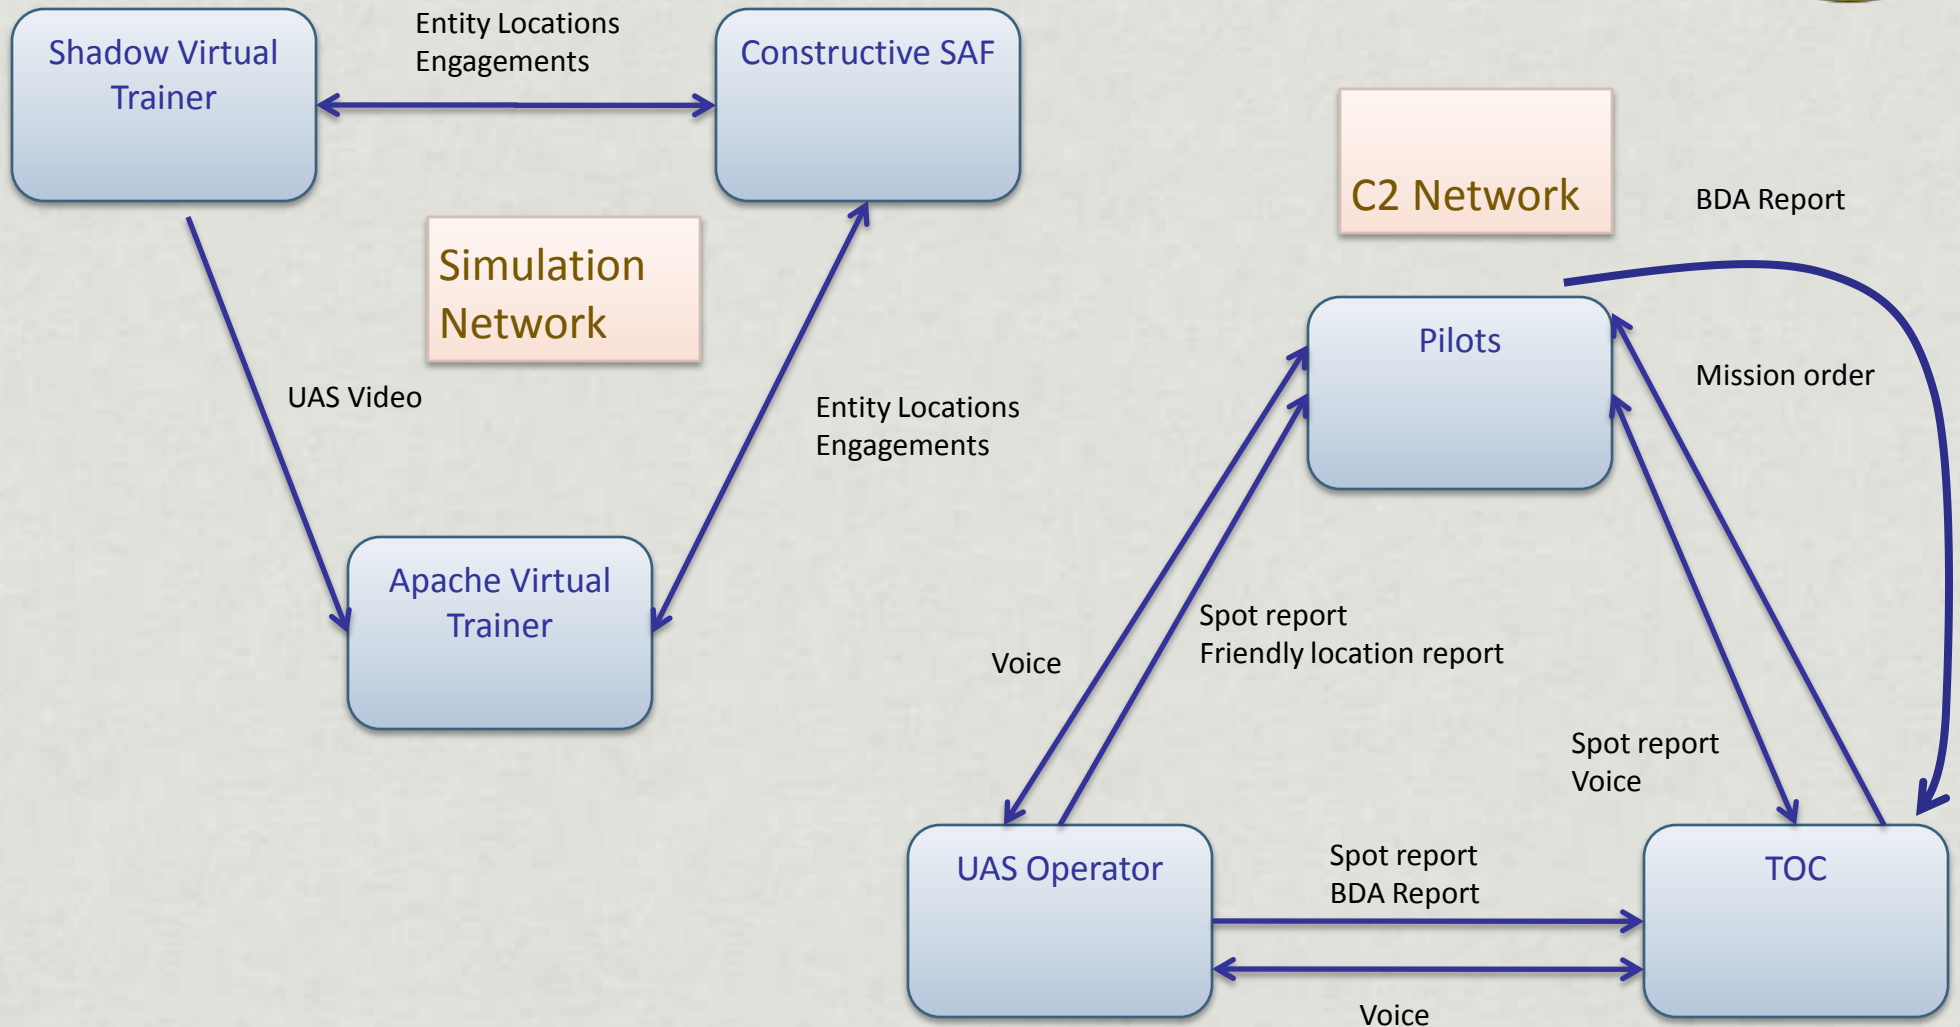 Shadow Virtual
Trainer
Entity Locations
Engagements
Constructive SAF
Simulation
Network
UAS Video
Entity Locations
Engagements
Apache Virtual
Trainer
C2 Network
BDA Report
Pilots
Mission order
Voice
Spot report
Friendly location report
Spot report
Voice
UAS Operator
Spot report
BDA Report
TOC
Voice